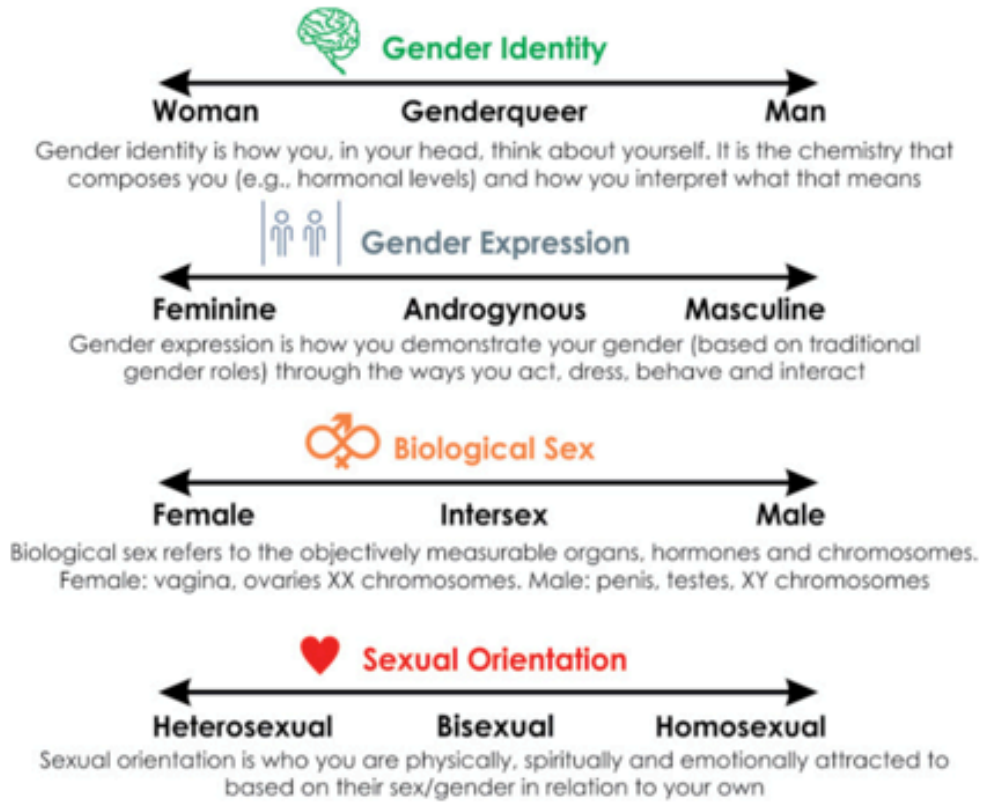 Gender Identity
Woman Genderqueer Man
Gender identity is how you, in your head, think about yourself. It is the chemistry that
composes you (e.g., hormonal levels) and how you interpret what that means
Gender Expression
Feminine Androgynous Masculine
Gender expression is how you demonstrate your gender (based on traditional
gender roles) through the ways you act, dress, behave and interact
Biological Sex
Female Intersex Male
Biological sex refers to the objectively measurable organs, hormones and chromosomes.
Female: vagina, ovaries XX chromosomes. Male: penis, testes, XY chromosomes
Sexual Orientation
Heterosexual Bisexual Homosexual
Sexual orientation is who you are physically, spiritually and emotionally attracted to
based on their sex/gender in relation to your own